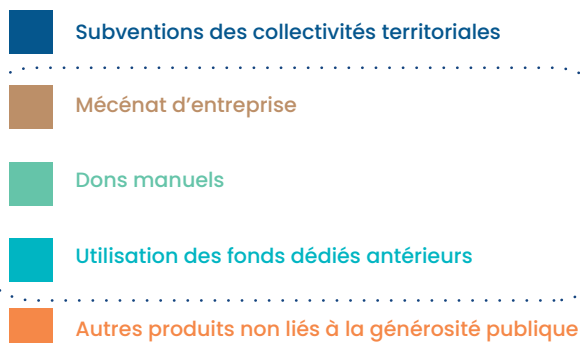 Subventions des collectivités territoriales
Mécénat d’entreprise
Dons manuels
Utilisation des fonds dédiés antérieurs
Autres produits non liés à la générosité publique